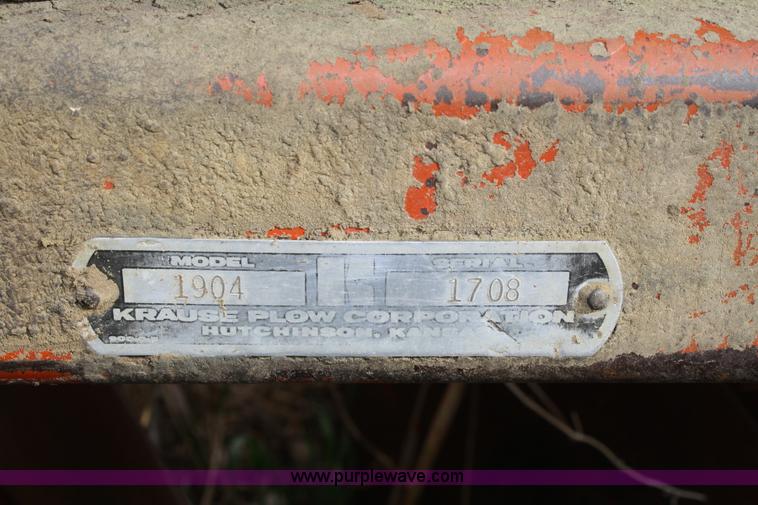 MODEL SERIAL
1904 1708
KRAUSE PLOW CORPORATION
HUTCHINSON, KANSAS
www.purplewave.com